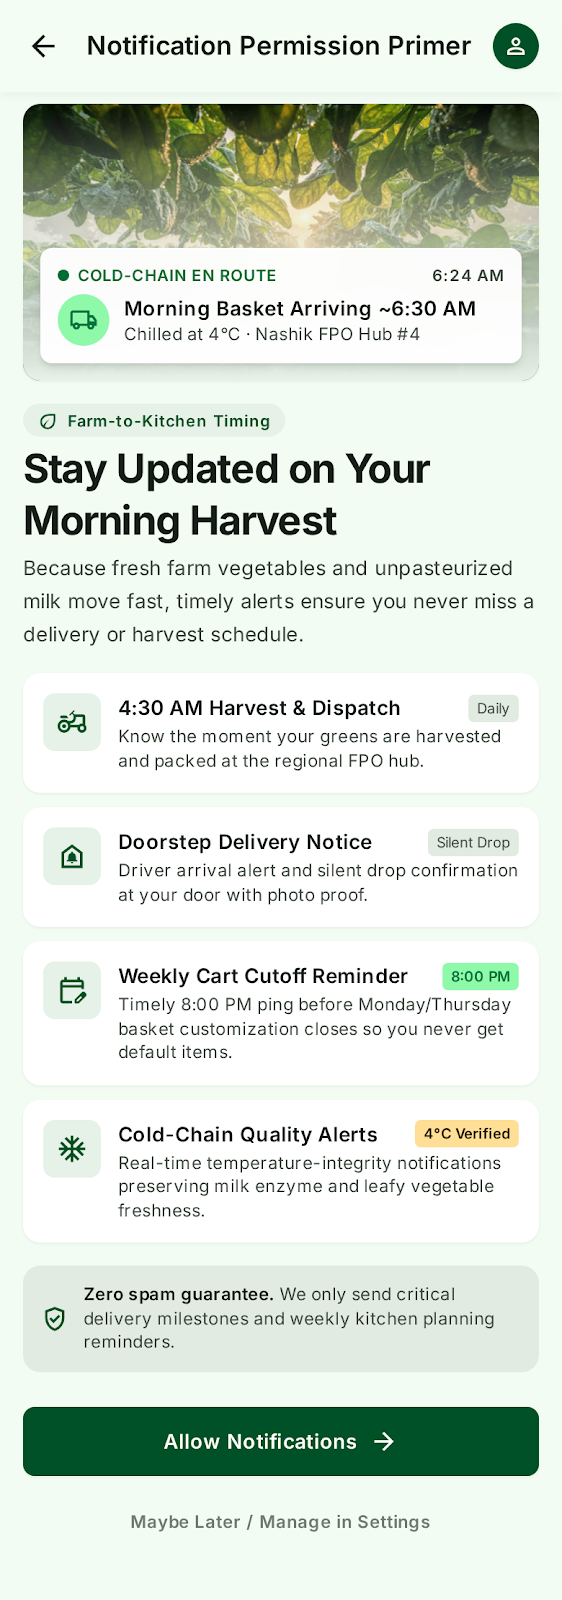 Notification Permission Primer
COLD-CHAIN EN ROUTE 6:24 AM
Morning Basket Arriving ~6:30 AM
Chilled at 4°C · Nashik FPO Hub #4
Farm-to-Kitchen Timing
Stay Updated on Your
Morning Harvest
Because fresh farm vegetables and unpasteurized
milk move fast, timely alerts ensure you never miss a
delivery or harvest schedule.
4:30 AM Harvest & Dispatch Daily
Know the moment your greens are harvested
and packed at the regional FPO hub.
Doorstep Delivery Notice Silent Drop
Driver arrival alert and silent drop confirmation
at your door with photo proof.
Weekly Cart Cutoff Reminder 8:00 PM
Timely 8:00 PM ping before Monday/Thursday
basket customization closes so you never get
default items.
Cold-Chain Quality Alerts 4°C Verified
Real-time temperature-integrity notifications
preserving milk enzyme and leafy vegetable
freshness.
Zero spam guarantee. We only send critical
delivery milestones and weekly kitchen planning
reminders.
Allow Notifications
Maybe Later / Manage in Settings